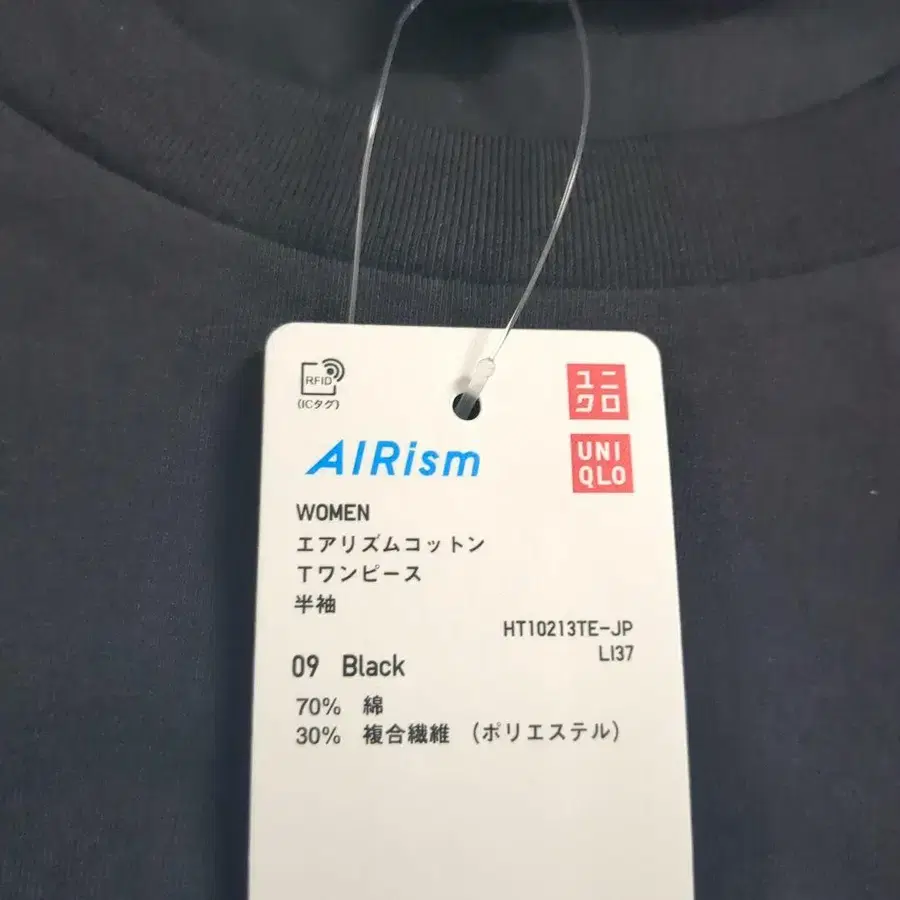 RFID
(ICタグ)
ユニ
クロ
AIRism
UNI
QLO
WOMEN
エアリズムコットン
Tワンピース
半袖
HT10213TE-JP
LI37
09 Black
70% 綿
30% 複合繊維 (ポリエステル)